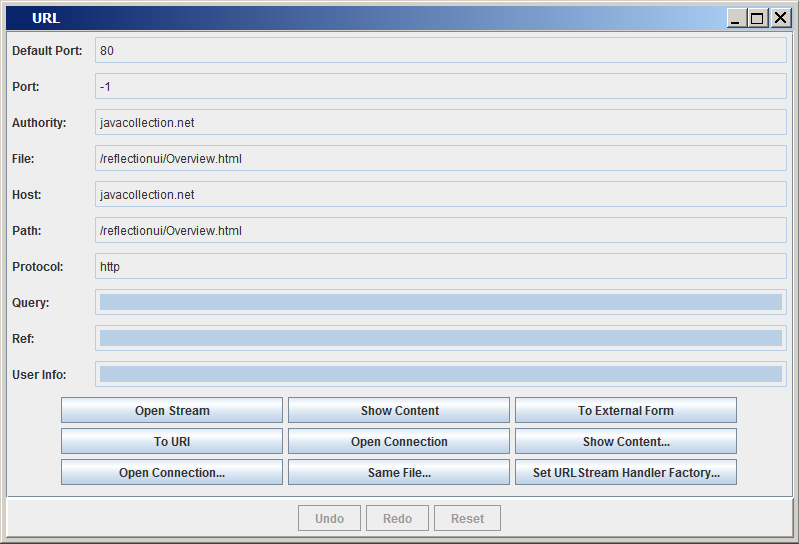 URL
Default Port: 80
Port: -1
Authority: javacollection.net
File: /reflectionui/Overview.html
Host: javacollection.net
Path: /reflectionui/Overview.html
Protocol: http
Query:
Ref:
User Info:
Open Stream Show Content To External Form
To URI Open Connection Show Content...
Open Connection... Same File... Set URLStream Handler Factory...
Undo Redo Reset